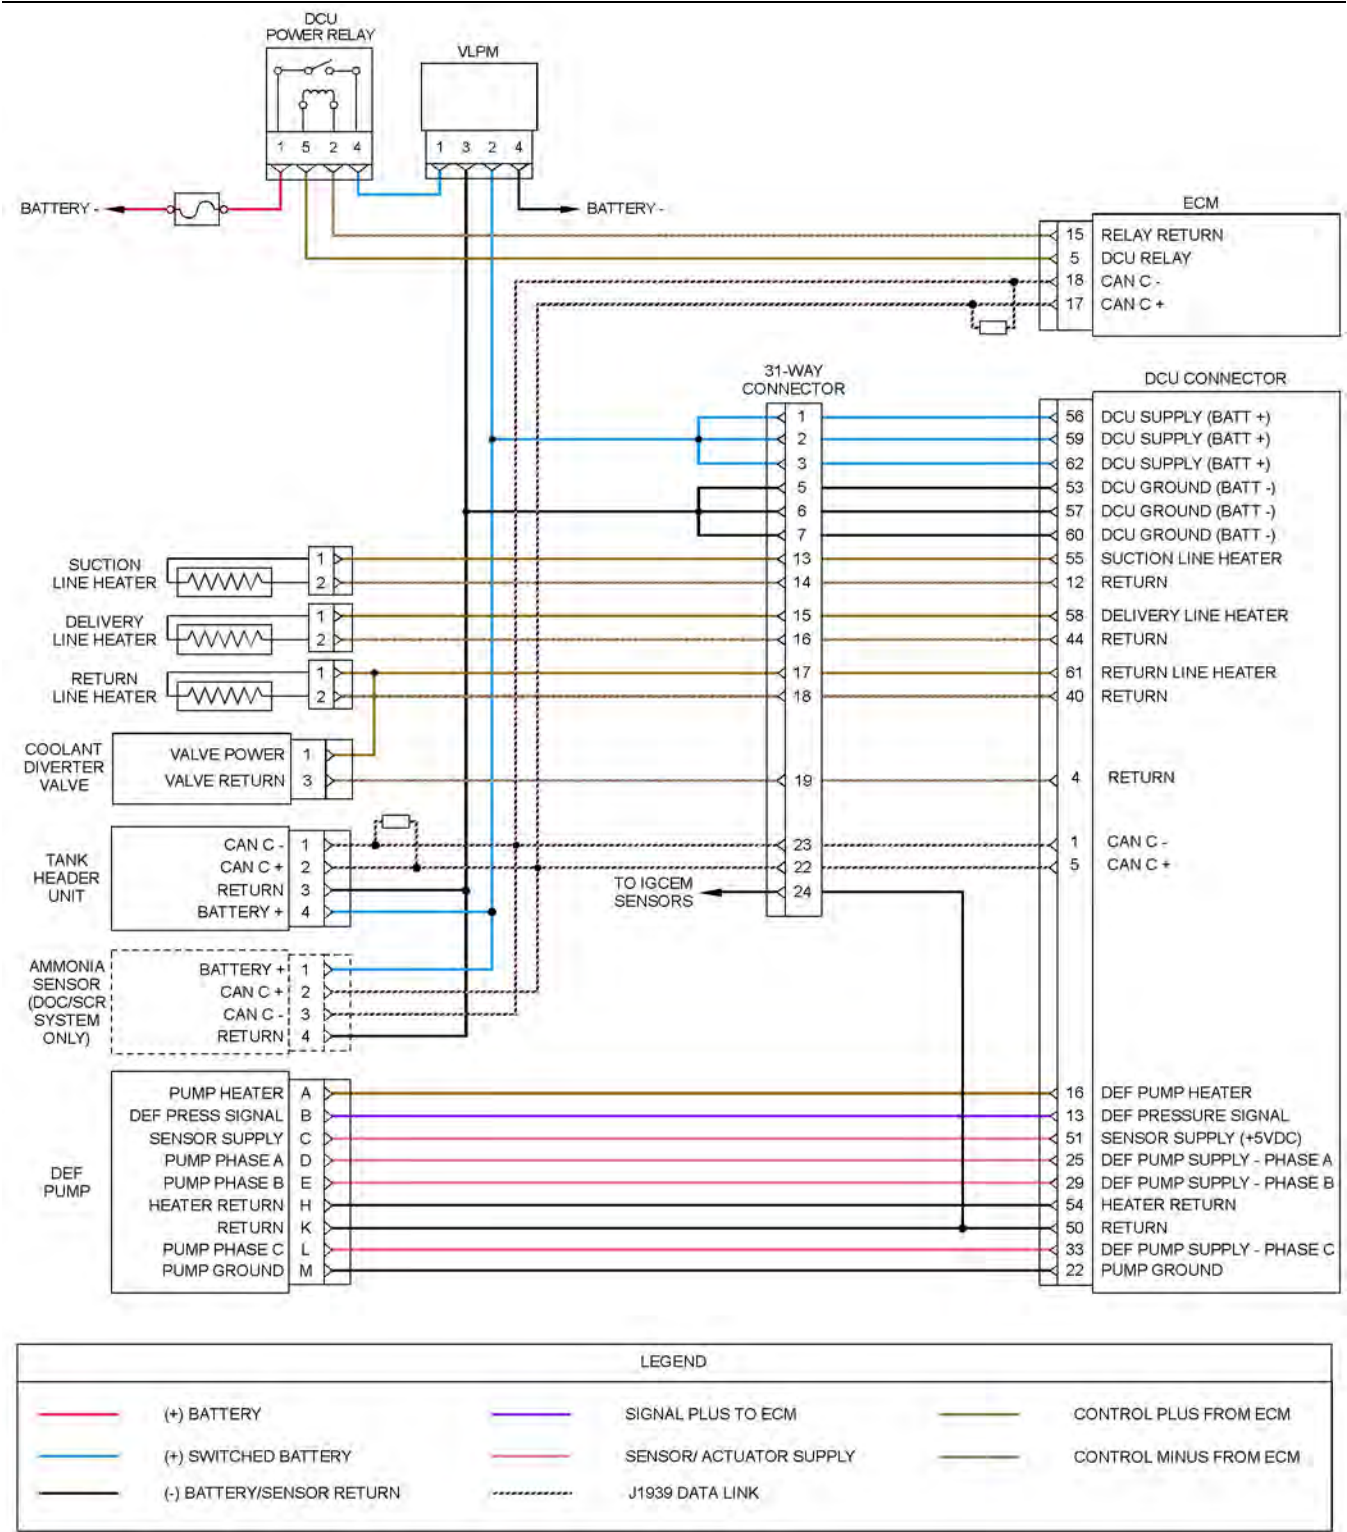 DCU
POWER RELAY
VLPM
1 5 2 4
1 3 2 4
BATTERY -
BATTERY -
ECM
15 RELAY RETURN
5 DCU RELAY
18 CAN C -
17 CAN C +
31-WAY
CONNECTOR
DCU CONNECTOR
1 56 DCU SUPPLY (BATT +)
2 59 DCU SUPPLY (BATT +)
3 62 DCU SUPPLY (BATT +)
5 53 DCU GROUND (BATT -)
6 57 DCU GROUND (BATT -)
7 60 DCU GROUND (BATT -)
SUCTION
LINE HEATER
1 13 55 SUCTION LINE HEATER
2 14 12 RETURN
DELIVERY
LINE HEATER
1 15 58 DELIVERY LINE HEATER
2 16 44 RETURN
RETURN
LINE HEATER
1 17 61 RETURN LINE HEATER
2 18 40 RETURN
COOLANT
DIVERTER
VALVE
VALVE POWER 1
VALVE RETURN 3 19 4 RETURN
TANK
HEADER
UNIT
CAN C - 1 23 1 CAN C -
CAN C + 2 22 5 CAN C +
RETURN 3
TO IGCEM
SENSORS
24
BATTERY + 4
AMMONIA
SENSOR
(DOC/SCR
SYSTEM
ONLY)
BATTERY + 1
CAN C + 2
CAN C - 3
RETURN 4
DEF
PUMP
PUMP HEATER A 16 DEF PUMP HEATER
DEF PRESS SIGNAL B 13 DEF PRESSURE SIGNAL
SENSOR SUPPLY C 51 SENSOR SUPPLY (+5VDC)
PUMP PHASE A D 25 DEF PUMP SUPPLY - PHASE A
PUMP PHASE B E 29 DEF PUMP SUPPLY - PHASE B
HEATER RETURN H 54 HEATER RETURN
RETURN K 50 RETURN
PUMP PHASE C L 33 DEF PUMP SUPPLY - PHASE C
PUMP GROUND M 22 PUMP GROUND
LEGEND
(+) BATTERY
SIGNAL PLUS TO ECM
CONTROL PLUS FROM ECM
(+) SWITCHED BATTERY
SENSOR/ ACTUATOR SUPPLY
CONTROL MINUS FROM ECM
(-) BATTERY/SENSOR RETURN
J1939 DATA LINK